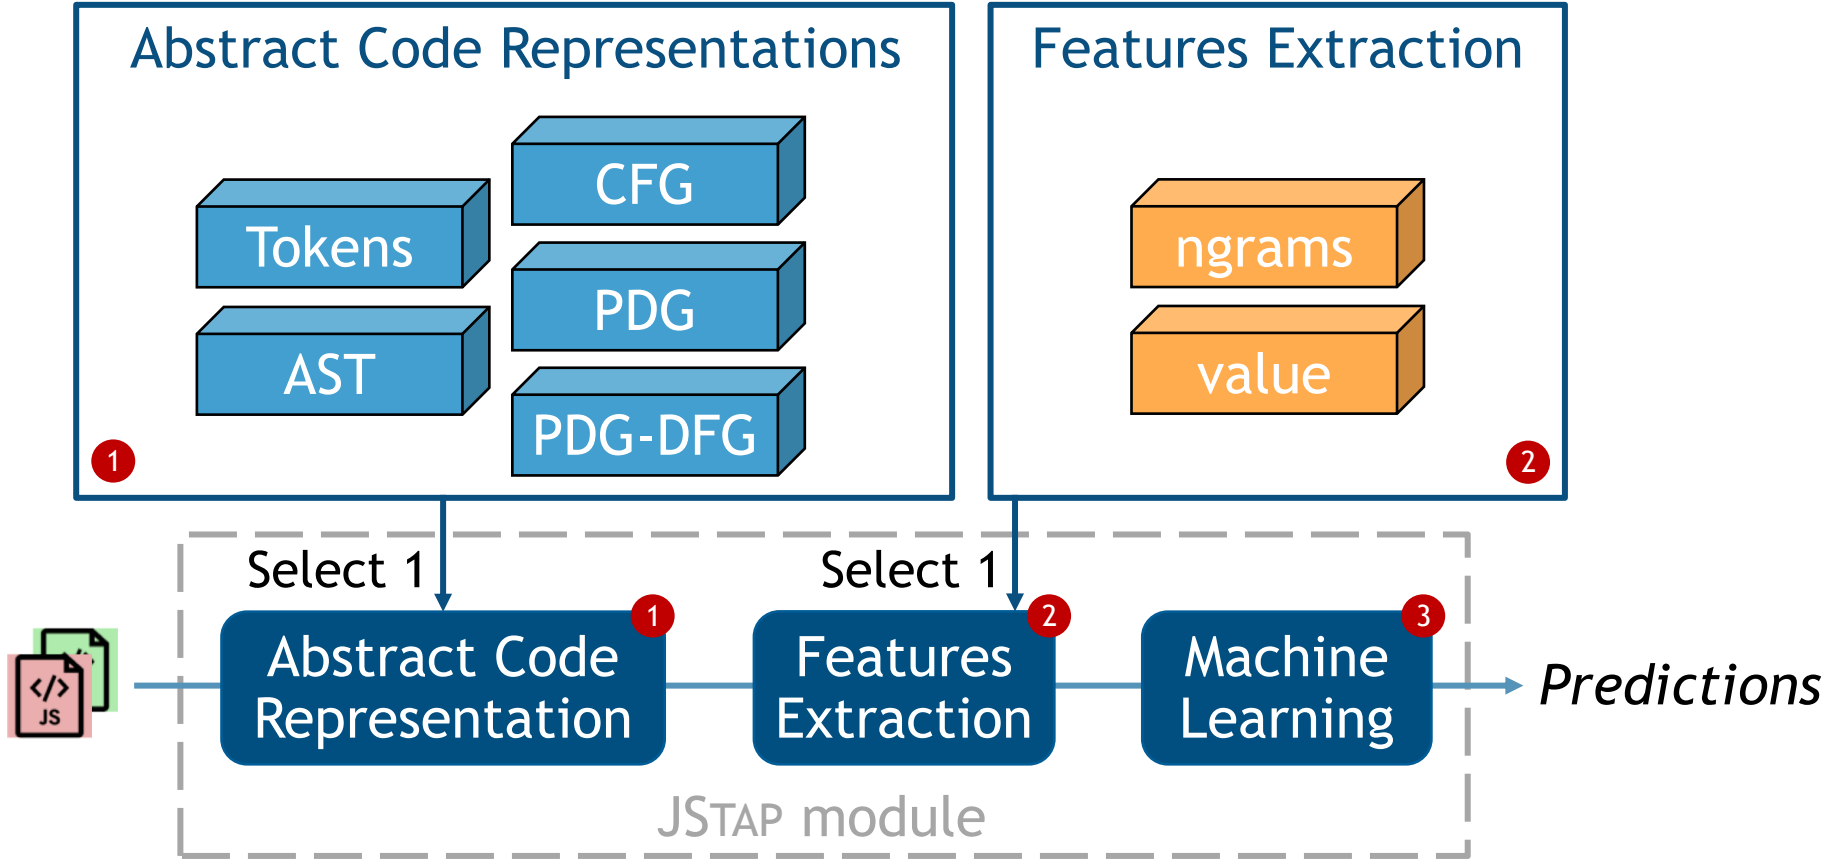 Abstract Code Representations
Features Extraction
CFG
Tokens
ngrams
PDG
AST
value
PDG-DFG
1
2
Select 1
Select 1
1
2
3
Abstract Code
Representation
Features
Extraction
Machine
Learning
</>
JS
Predictions
JSTAP module